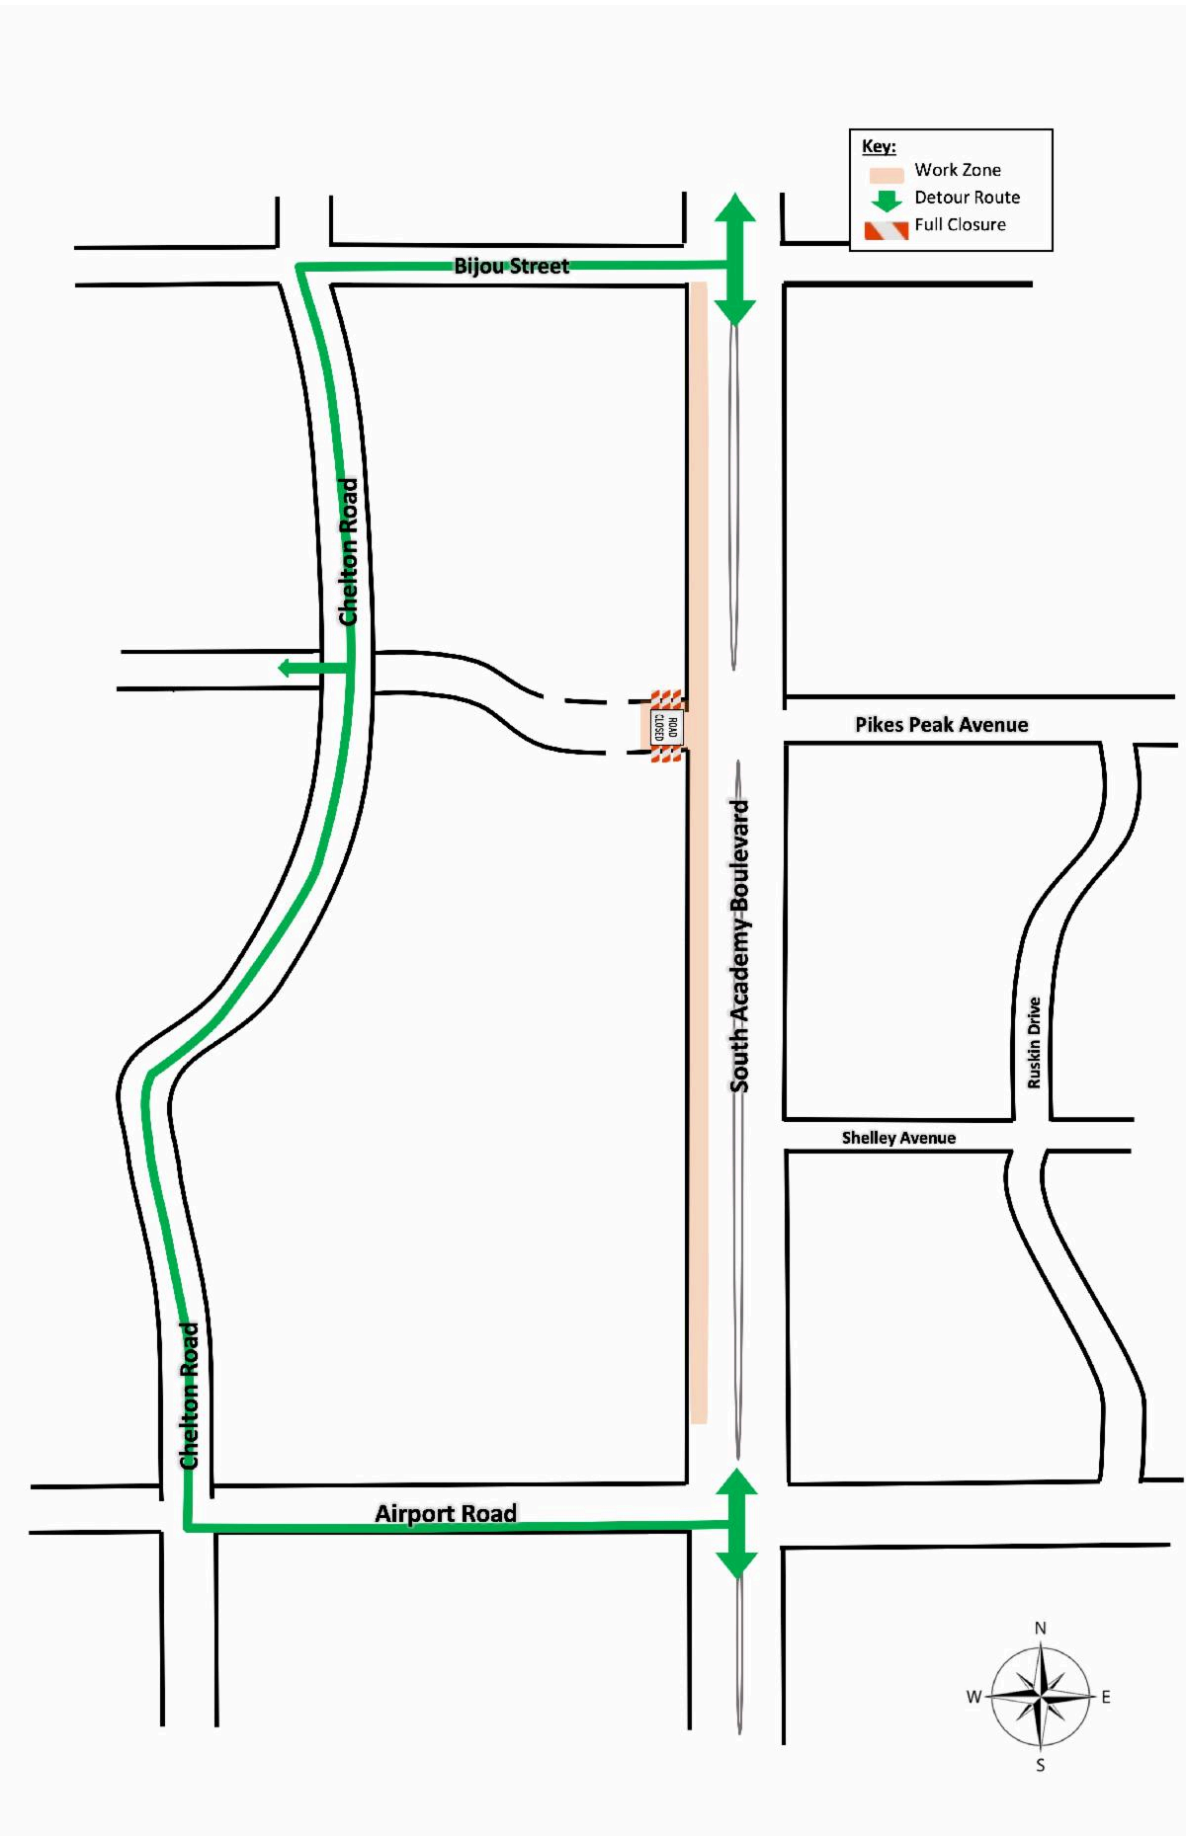 Key:
Work Zone
Detour Route
Full Closure
Bijou Street
Chelton Road
ROAD
CLOSED
Pikes Peak Avenue
South Academy Boulevard
Ruskin Drive
Shelley Avenue
Chelton Road
Airport Road
N
W
E
S